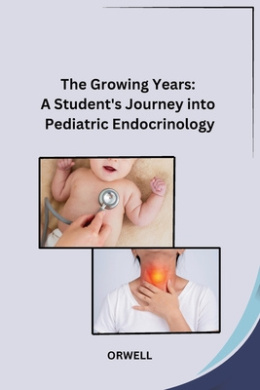 The Growing Years:
A Student's Journey into
Pediatric Endocrinology
ORWELL